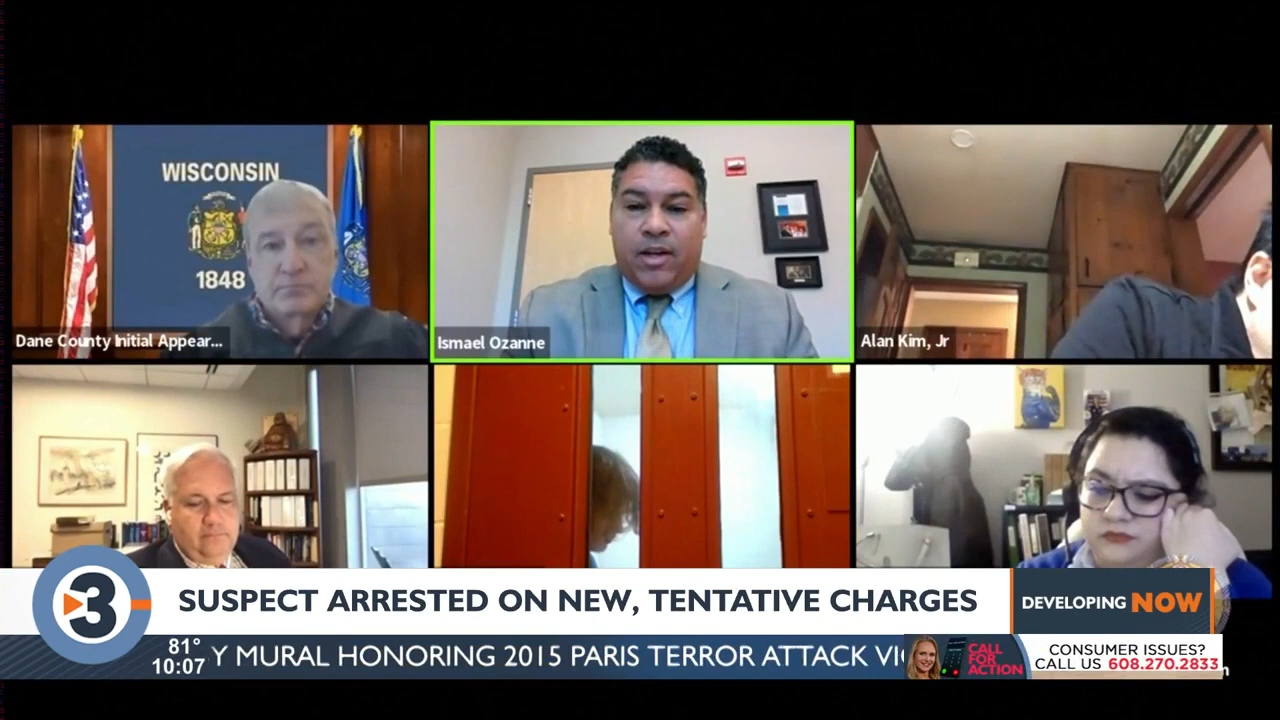 WISCONSIN
1848
Dane County Initial Appear...
Ismael Ozanne
Alan Kim, Jr
3
SUSPECT ARRESTED ON NEW, TENTATIVE CHARGES
DEVELOPING NOW
81°
10:07
Y MURAL HONORING 2015 PARIS TERROR ATTACK VI
CALL
FOR
ACTION
CONSUMER ISSUES?
CALL US 608.270.2833